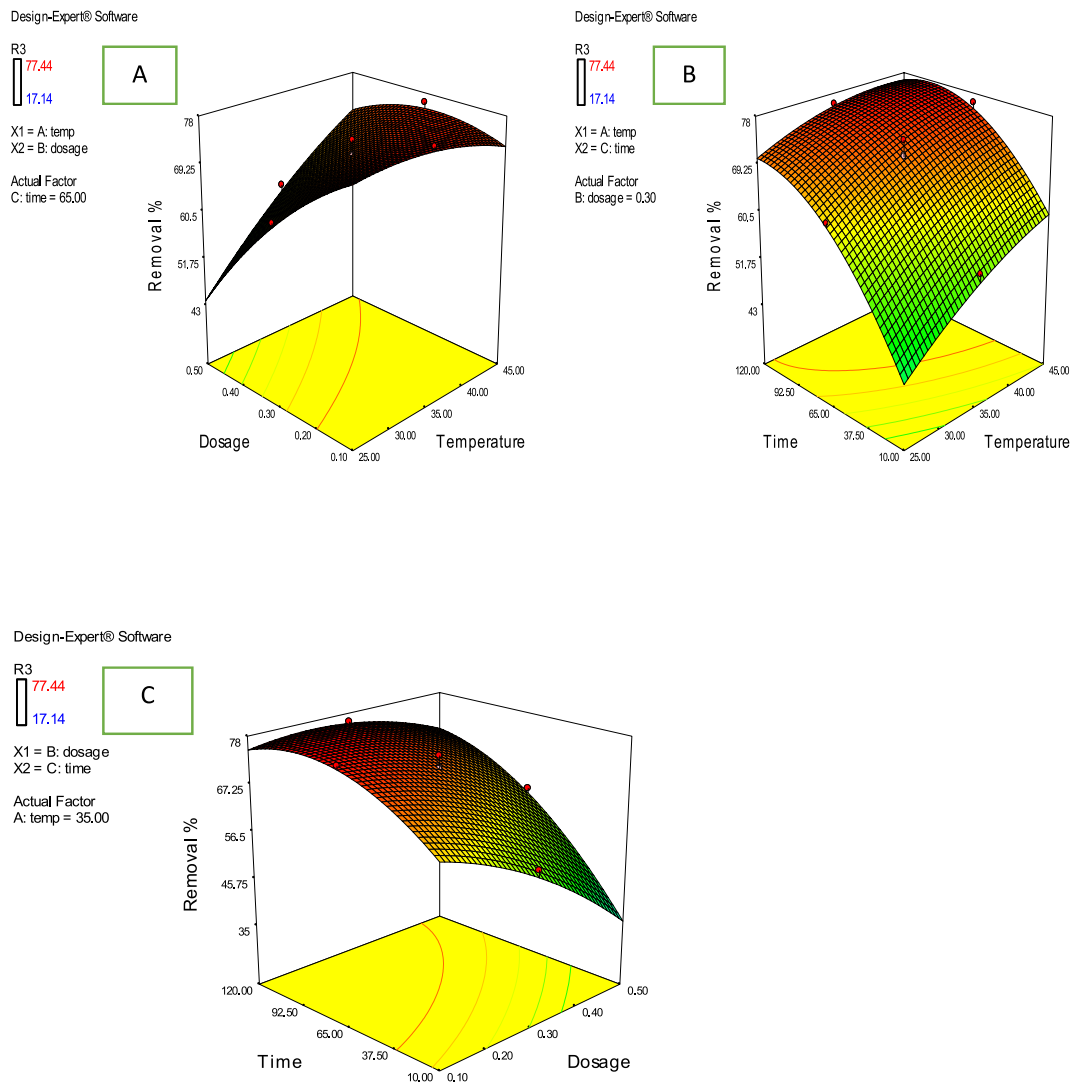 Design-Expert® Software
R3
77.44
17.14
A
X1 = A: temp
X2 = B: dosage
Actual Factor
C: time = 65.00
Removal %
78
69.25
60.5
51.75
43
0.50
0.40
0.30
0.20
0.10
25.00
30.00
35.00
40.00
45.00
Dosage
Temperature
Design-Expert® Software
R3
77.44
17.14
B
X1 = A: temp
X2 = C: time
Actual Factor
B: dosage = 0.30
Removal %
78
69.25
60.5
51.75
43
120.00
92.50
65.00
37.50
10.00
25.00
30.00
35.00
40.00
45.00
Time
Temperature
Design-Expert® Software
R3
77.44
17.14
C
X1 = B: dosage
X2 = C: time
Actual Factor
A: temp = 35.00
Removal %
78
67.25
56.5
45.75
35
120.00
92.50
65.00
37.50
10.00
0.10
0.20
0.30
0.40
0.50
Time
Dosage